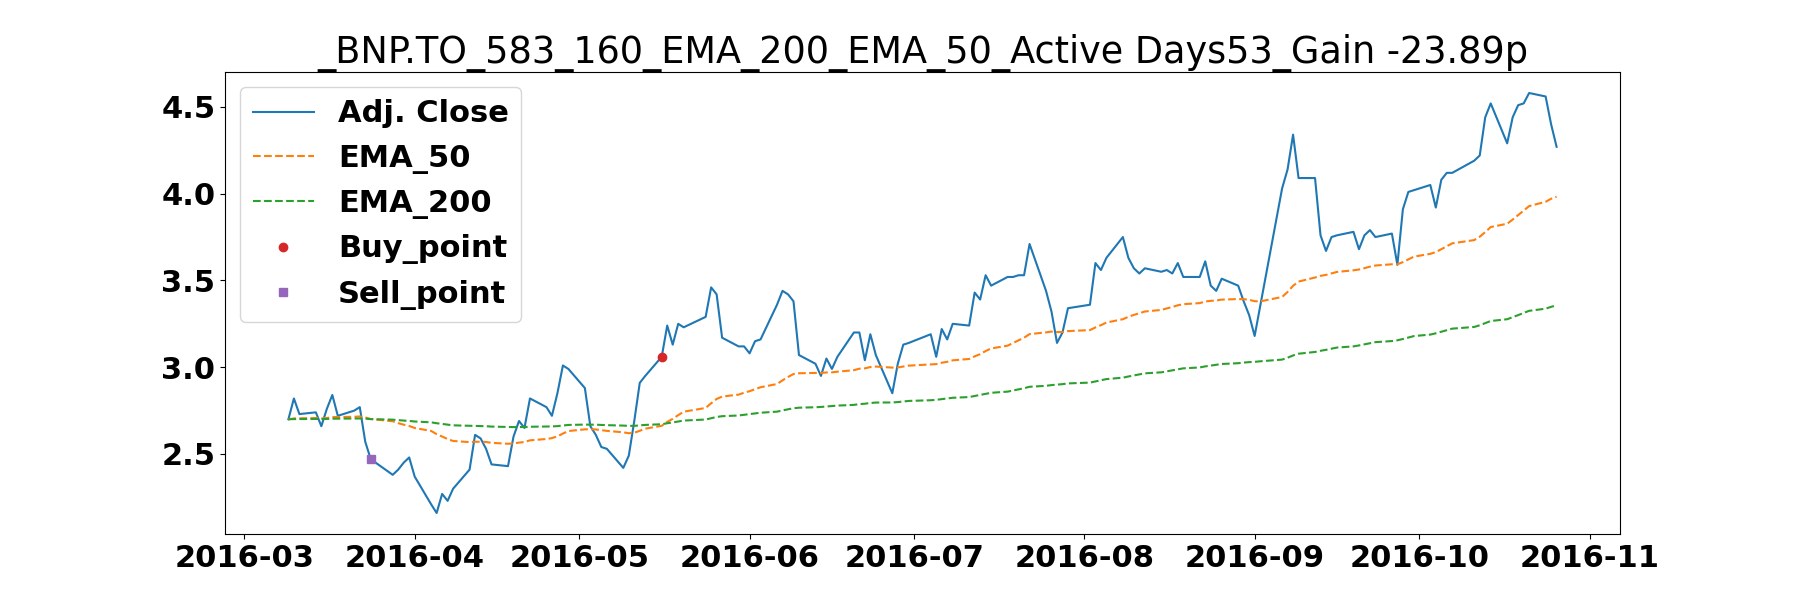 _BNP.TO_583_160_EMA_200_EMA_50_Active Days53_Gain -23.89p
Adj. Close
EMA_50
EMA_200
Buy_point
Sell_point
4.5
4.0
3.5
3.0
2.5
2016-03 2016-04 2016-05 2016-06 2016-07 2016-08 2016-09 2016-10 2016-11